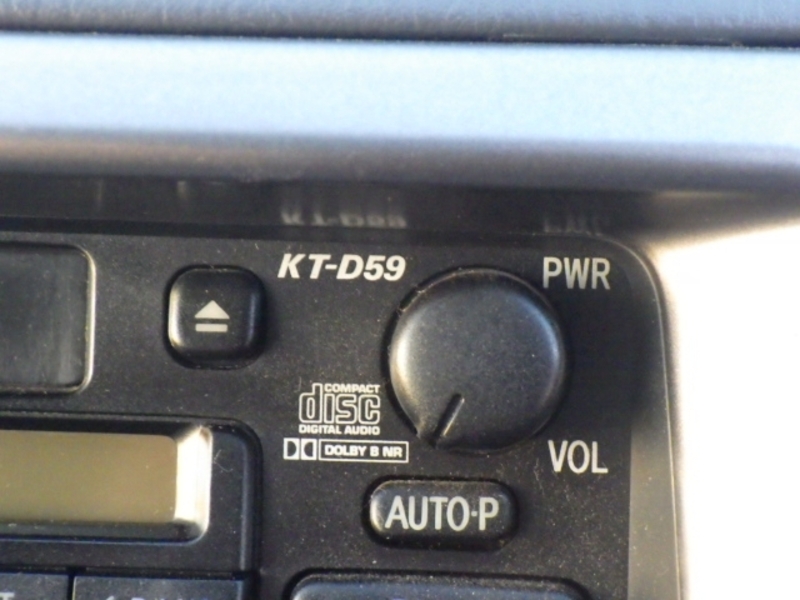 KT-D59
PWR
COMPACT
disc
DIGITAL AUDIO
DOLBY B NR
VOL
AUTO·P